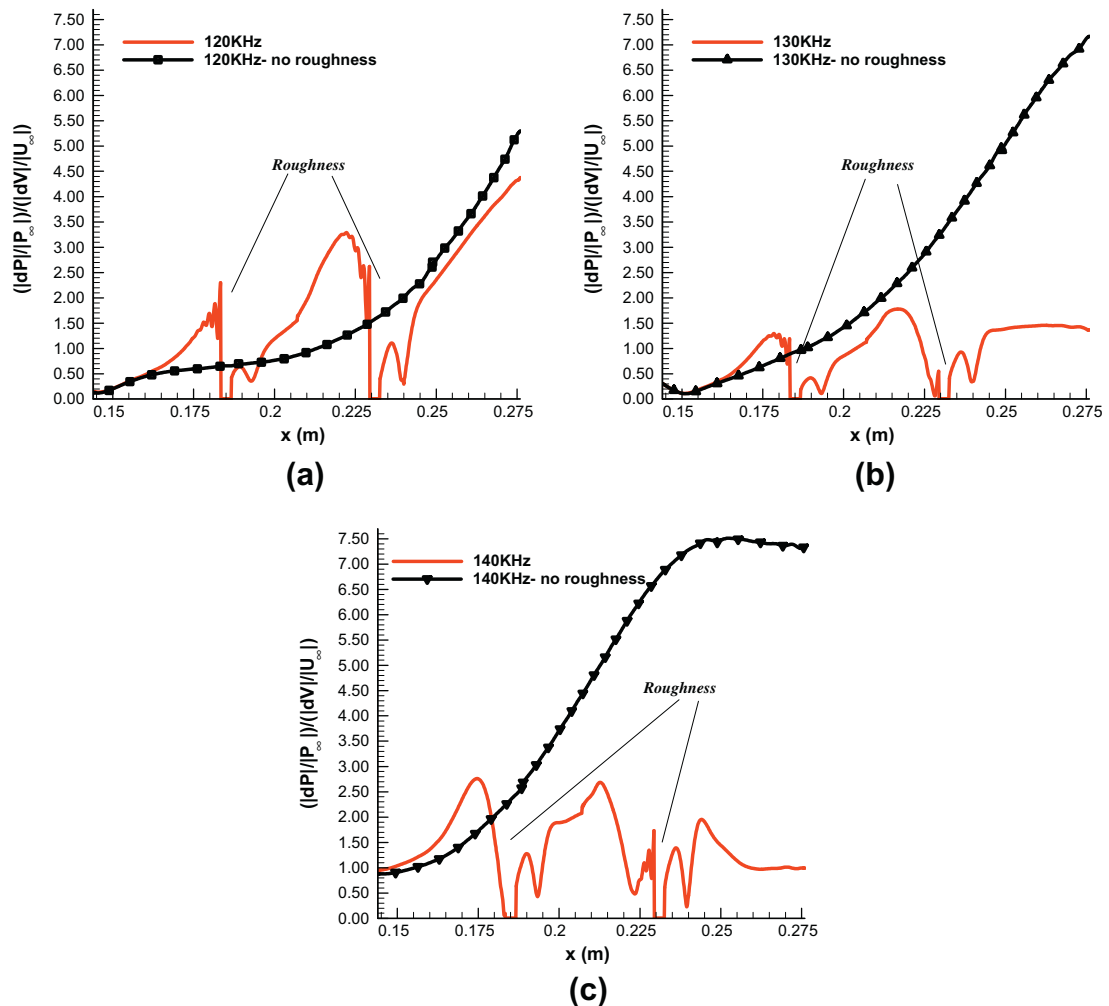 7.50
7.00
6.50
6.00
5.50
5.00
4.50
4.00
3.50
3.00
2.50
2.00
1.50
1.00
0.50
0.00
(|dP|/|P∞|)/(|dV|/|U∞|)
120KHz
120KHz- no roughness
Roughness
0.15 0.175 0.2 0.225 0.25 0.275
x (m)
(a)
7.50
7.00
6.50
6.00
5.50
5.00
4.50
4.00
3.50
3.00
2.50
2.00
1.50
1.00
0.50
0.00
(|dP|/|P∞|)/(|dV|/|U∞|)
130KHz
130KHz- no roughness
Roughness
0.15 0.175 0.2 0.225 0.25 0.275
x (m)
(b)
7.50
7.00
6.50
6.00
5.50
5.00
4.50
4.00
3.50
3.00
2.50
2.00
1.50
1.00
0.50
0.00
(|dP|/|P∞|)/(|dV|/|U∞|)
140KHz
140KHz- no roughness
Roughness
0.15 0.175 0.2 0.225 0.25 0.275
x (m)
(c)